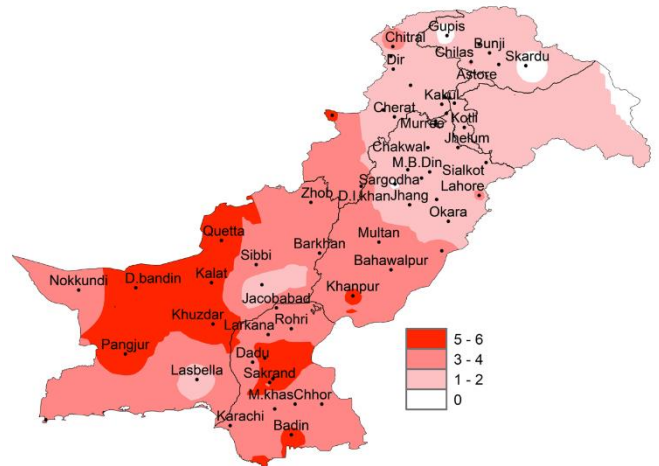 Gupis
Chitral
Bunji
Chilas
Skardu
Dir
Astore
Kakul
Cherat
Kotli
Murree
Jhelum
Chakwal
M.B.Din
Sialkot
Sargodha
Lahore
Zhob
D.I.khan
Jhang
Okara
Quetta
Multan
Sibbi
Barkhan
Bahawalpur
Nokkundi
D.bandin
Kalat
Khanpur
Jacobabad
Khuzdar
Rohri
Larkana
Pangjur
Dadu
Lasbella
Sakrand
M.khas
Chhor
Karachi
Badin
5 - 6
3 - 4
1 - 2
0